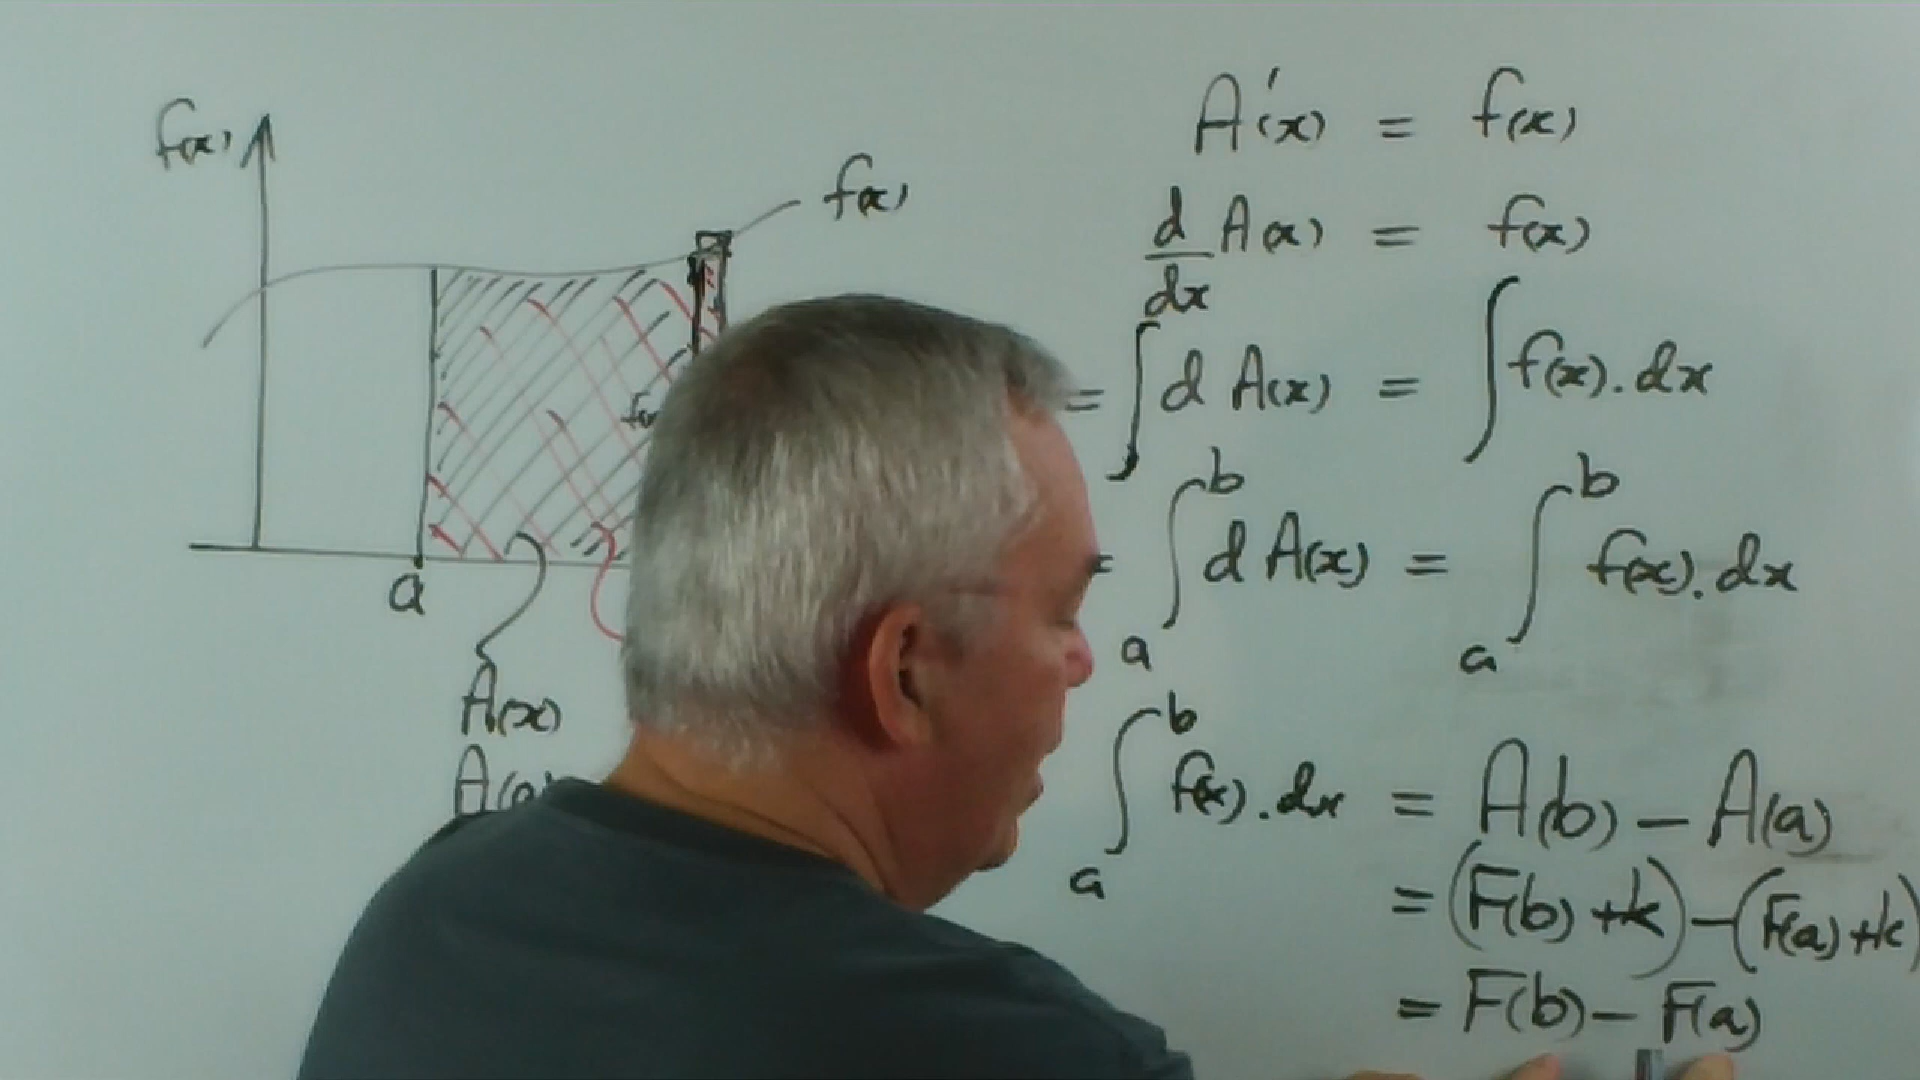 f(x)
f(x)
a
A(x)
A(a)
A'(x) = f(x)
d/dx A(x) = f(x)
= ∫ d A(x) = ∫ f(x). dx
= ∫_a^b d A(x) = ∫_a^b f(x). dx
∫_a^b f(x). dx = A(b) – A(a)
= (F(b) + k) – (F(a) + k)
= F(b) – F(a)